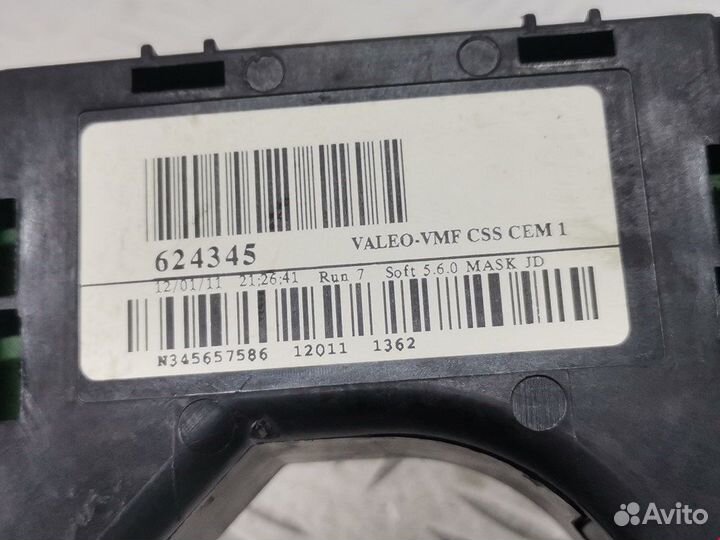 624345 VALEO-VMF CSS CEM 1
12/01/11 21:26:41 Run 7 Soft 5.6.0 MASK JD
N345657586 12011 1362
Avito